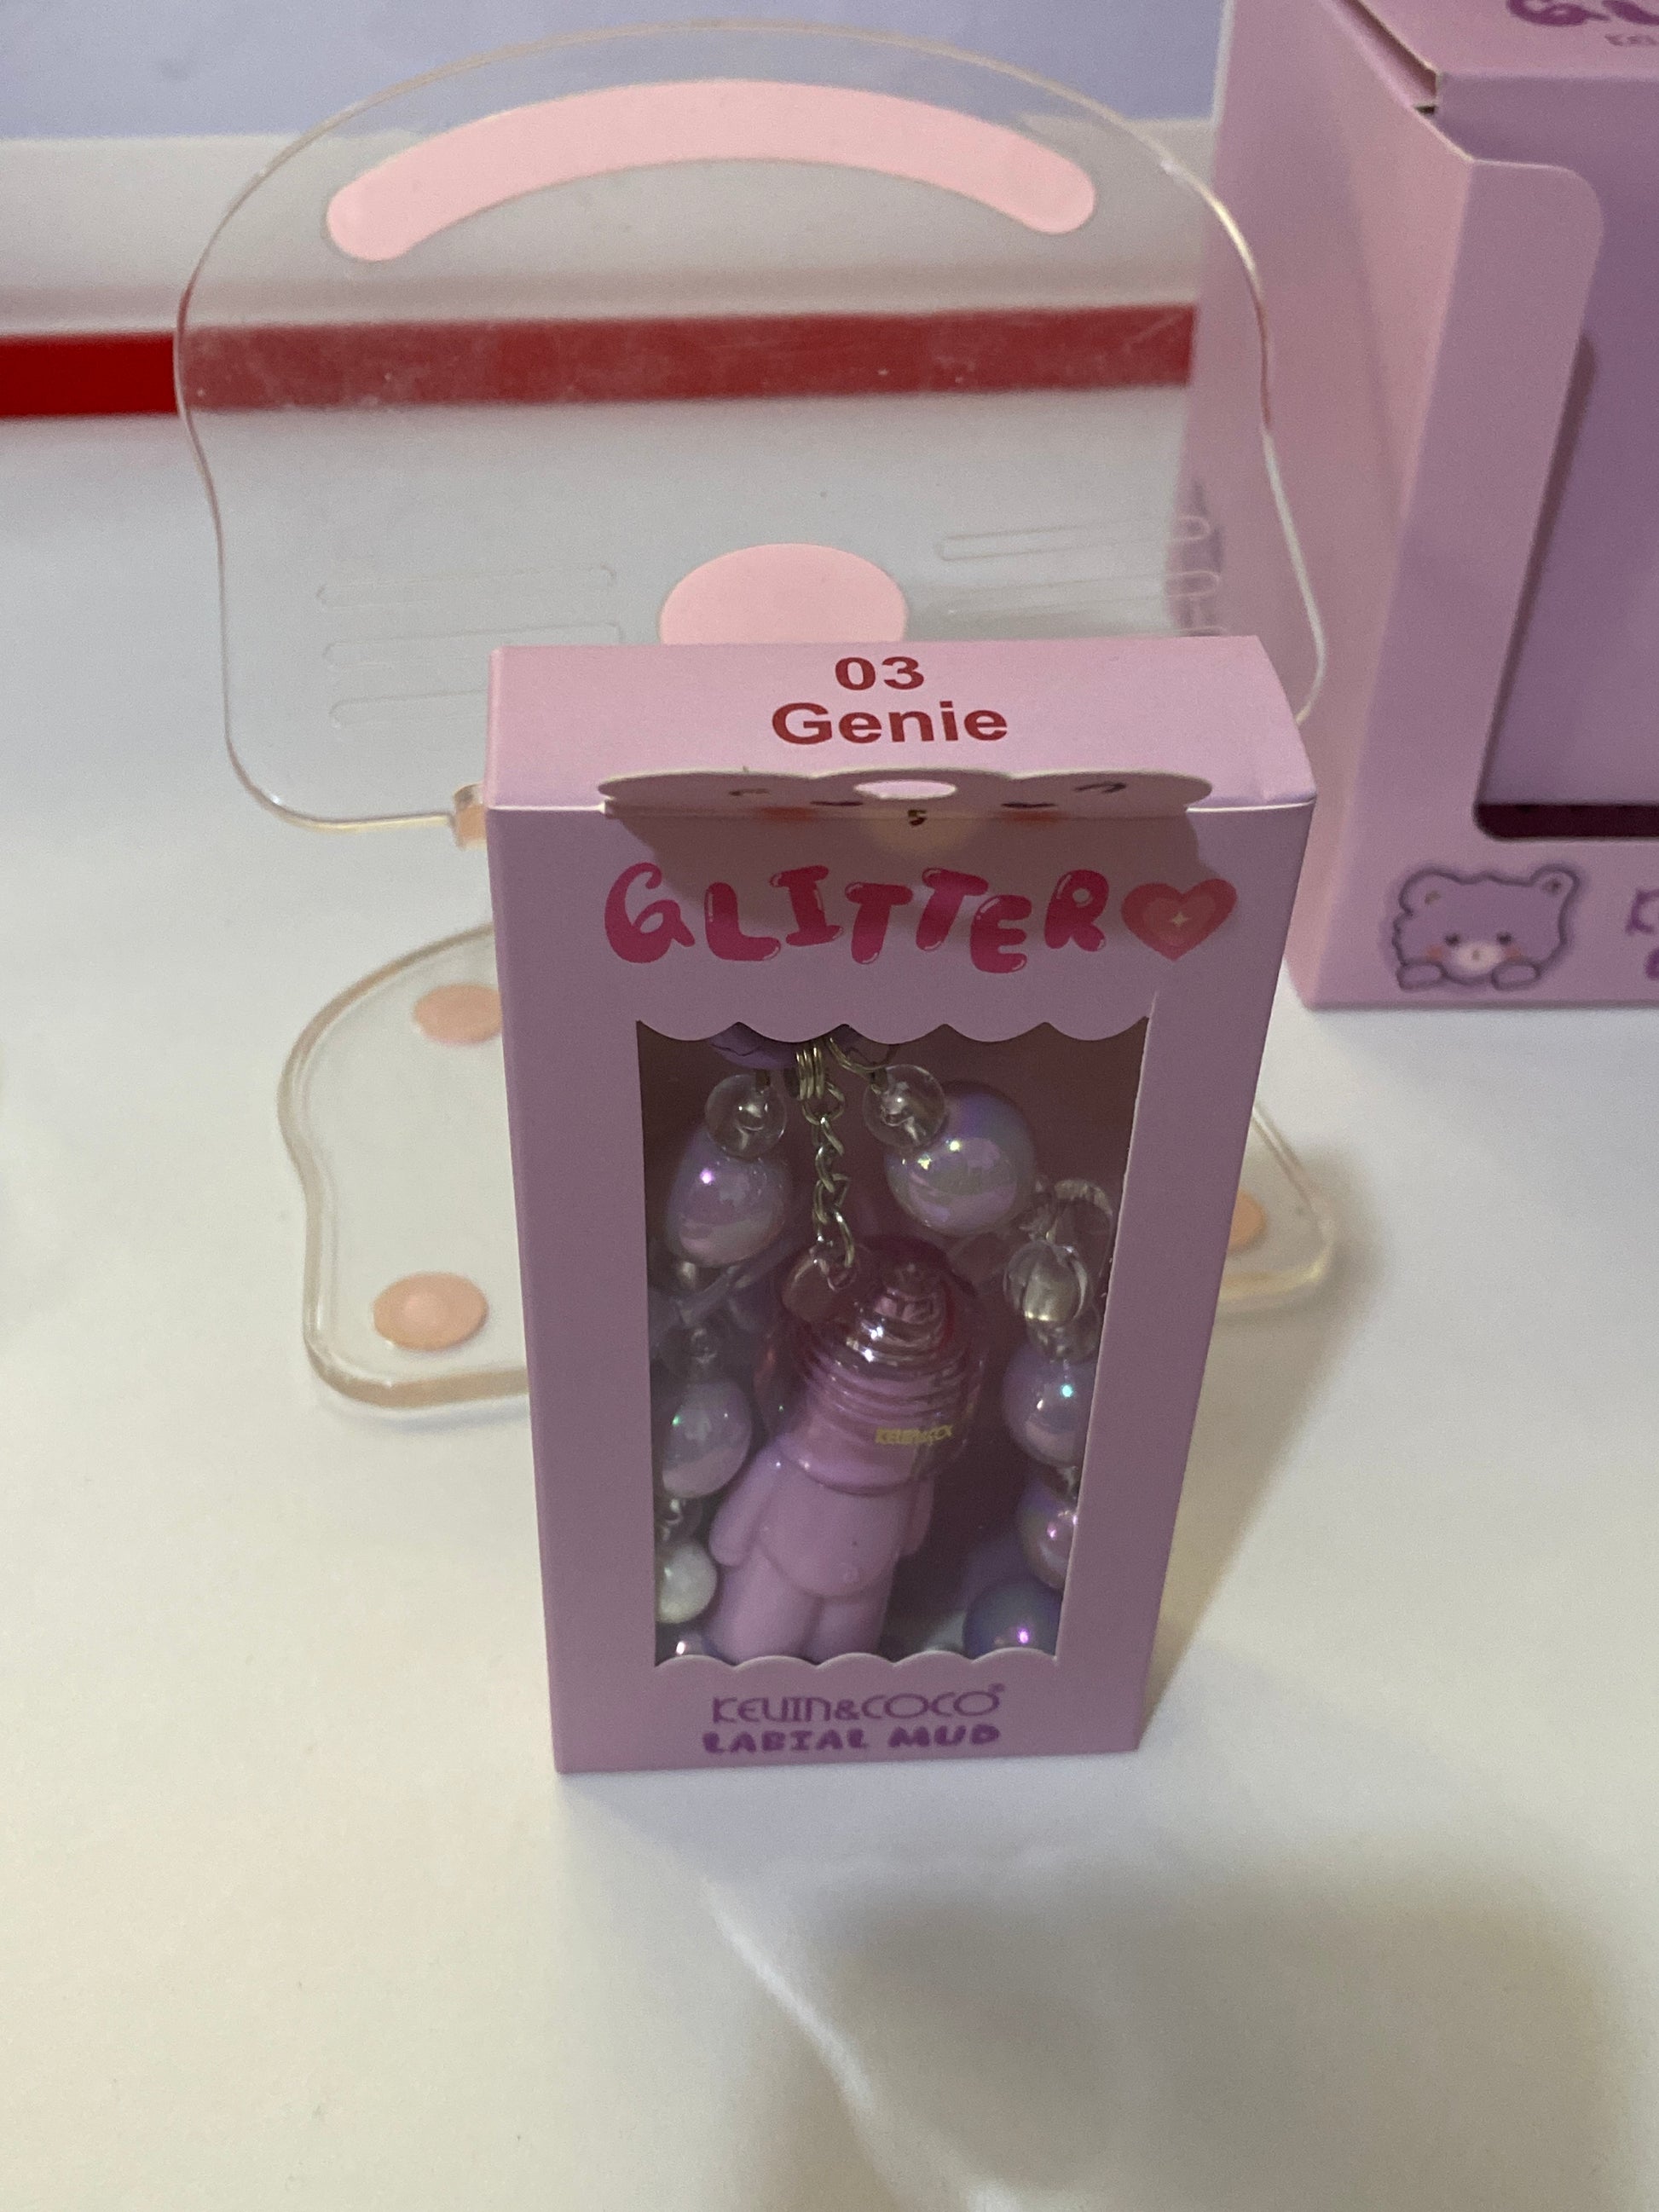 03
Genie
GLITTER
KEVIN&COCO®
LABIAL MUD